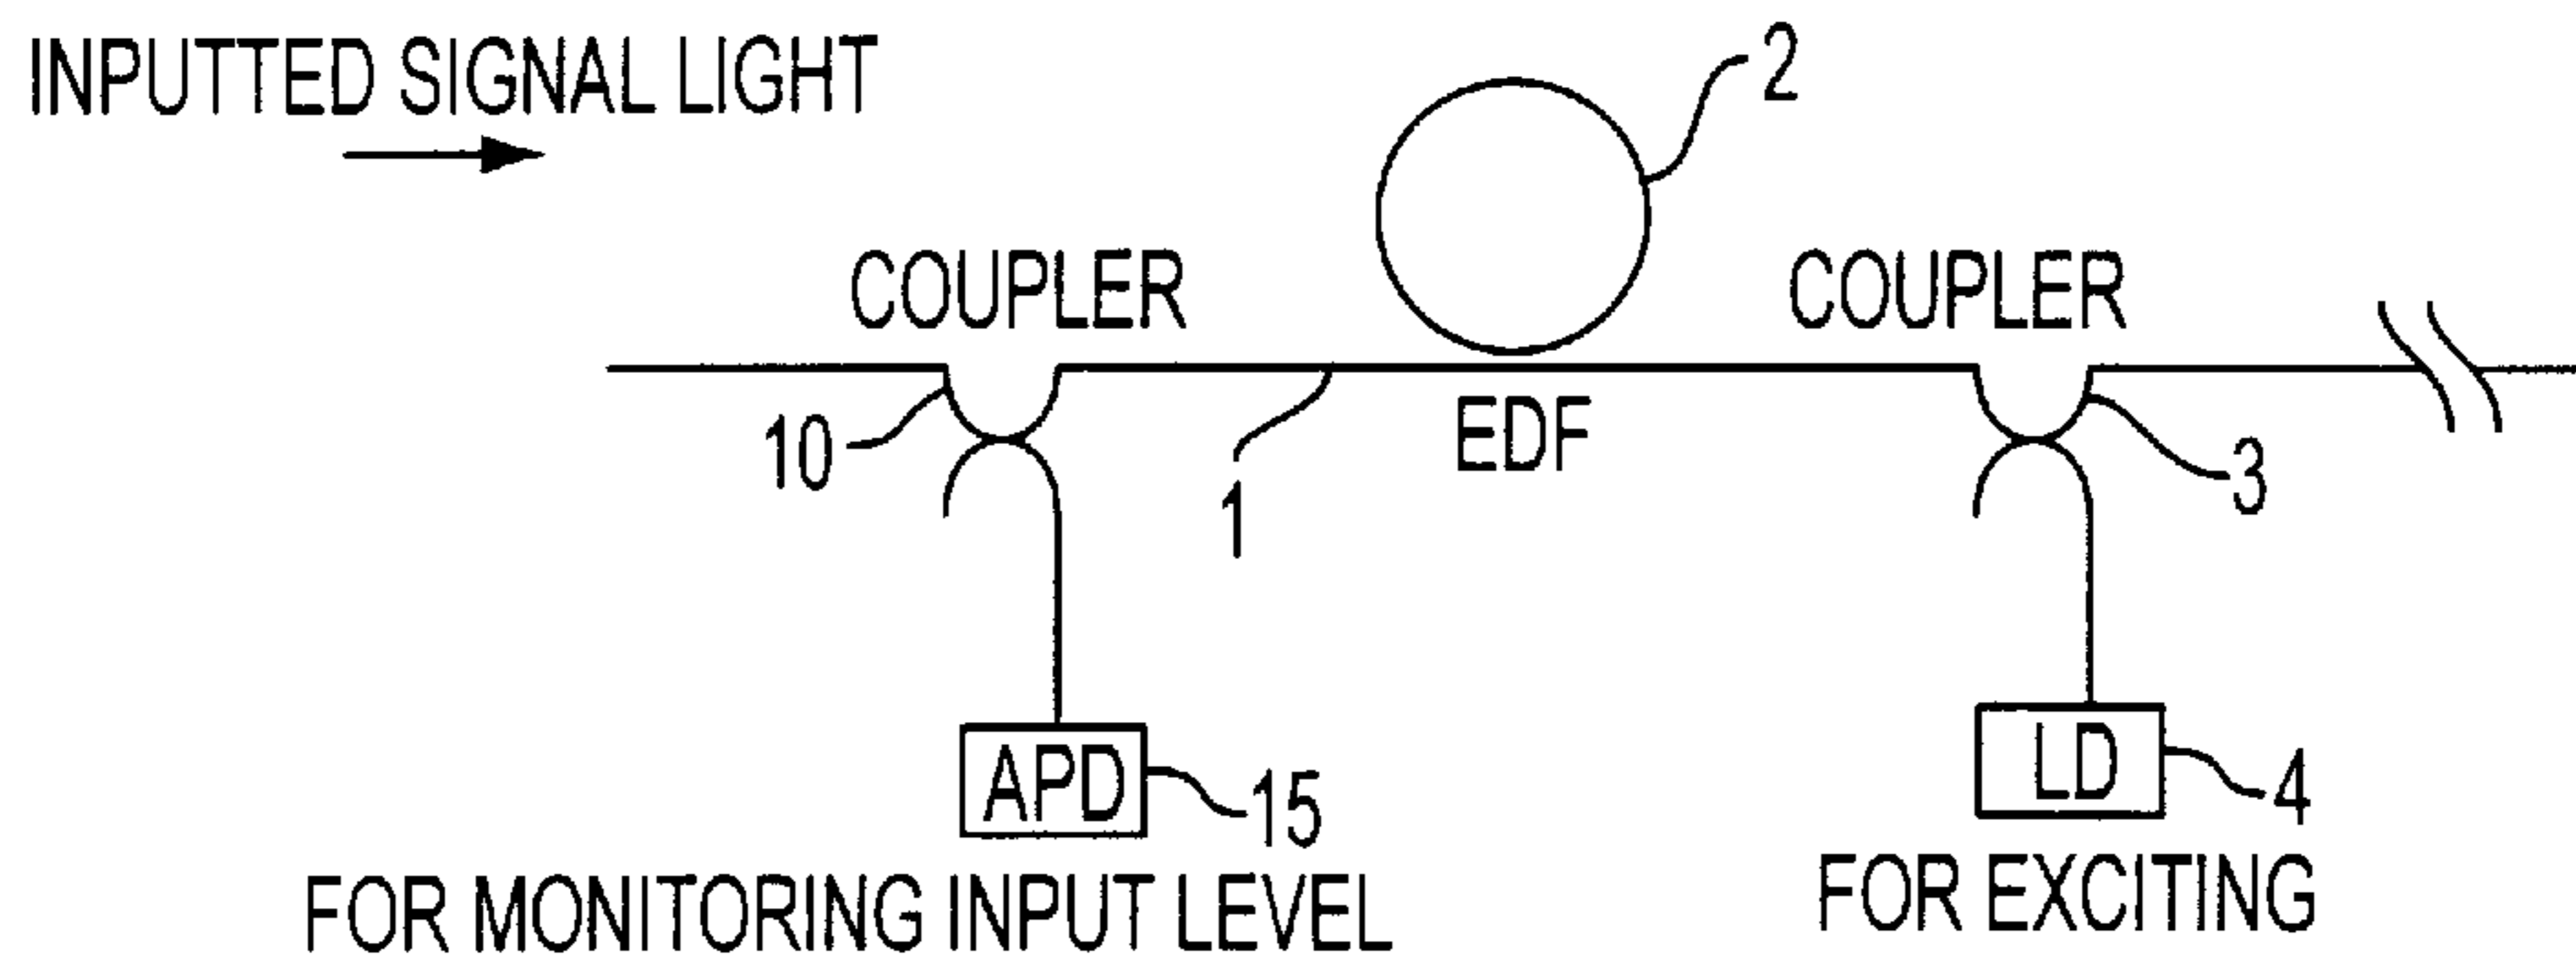 INPUTTED SIGNAL LIGHT
2
COUPLER
COUPLER
10
1
EDF
3
APD
15
LD
4
FOR MONITORING INPUT LEVEL
FOR EXCITING